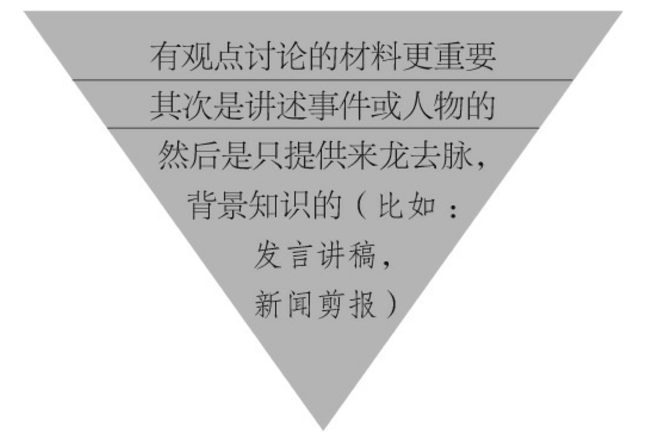 有观点讨论的材料更重要
其次是讲述事件或人物的
然后是只提供来龙去脉，
背景知识的（比如：
发言讲稿，
新闻剪报）